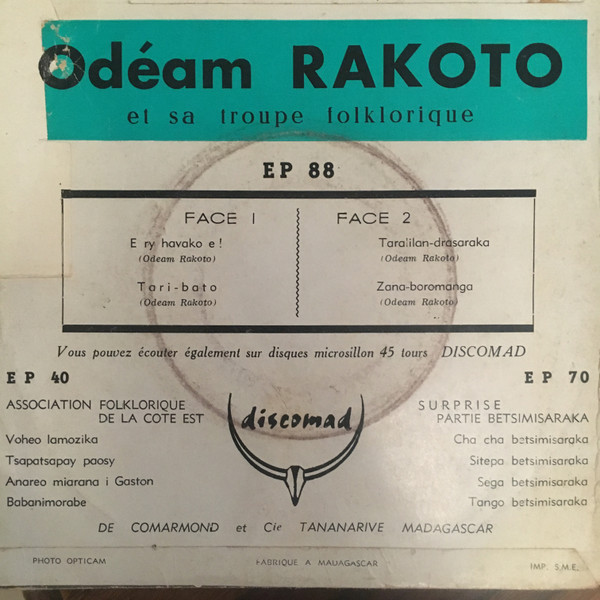 Odéam RAKOTO
et sa troupe folklorique
EP 88
FACE 1
E ry havako e !
(Odeam Rakoto)
Tari-bato
(Odeam Rakoto)
FACE 2
Taralilan-drasaraka
(Odeam Rakoto)
Zana-boromanga
(Odeam Rakoto)
Vous pouvez écouter également sur disques microsillon 45 tours DISCOMAD
EP 40
ASSOCIATION FOLKLORIQUE
DE LA COTE EST
Voheo lamozika
Tsapatsapay paosy
Anareo miarana i Gaston
Babanimorabe
discomad
EP 70
SURPRISE
PARTIE BETSIMISARAKA
Cha cha betsimisaraka
Sitepa betsimisaraka
Sega betsimisaraka
Tango betsimisaraka
DE COMARMOND et Cie TANANARIVE MADAGASCAR
PHOTO OPTICAM
FABRIQUE A MADAGASCAR
IMP. S.M.E.